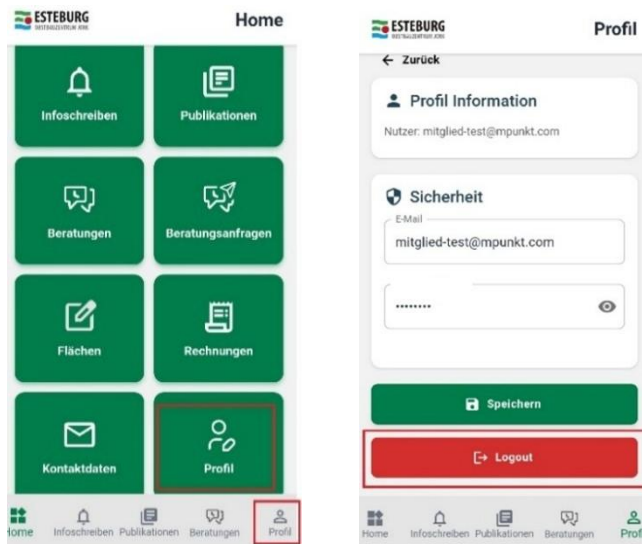 ESTEBURG
Home
Infoschreiben
Publikationen
Beratungen
Beratungsanfragen
Flächen
Rechnungen
Kontaktdaten
Profil
Home
Infoschreiben
Publikationen
Beratungen
Profil
ESTEBURG
Profil
← Zurück
Profil Information
Nutzer: mitglied-test@mpunkt.com
Sicherheit
E-Mail
mitglied-test@mpunkt.com
••••••••
Speichern
Logout
Home
Infoschreiben
Publikationen
Beratungen
Profil